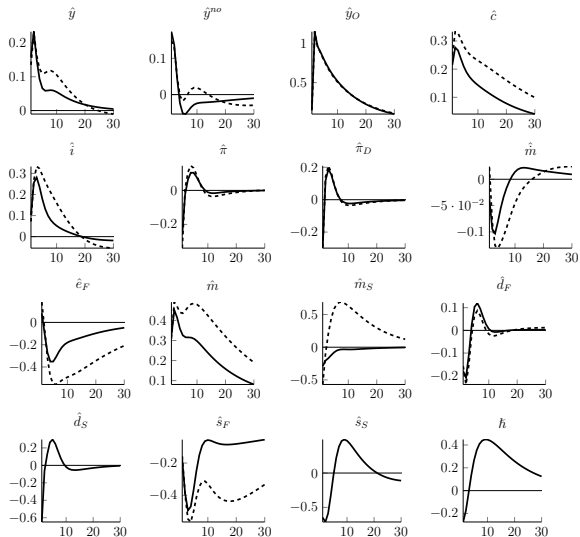 ŷ ŷⁿᵒ ŷ_O ĉ
0.2 0.1 0 10 20 30
0.1 0 10 20 30
1 0.5 10 20 30
0.3 0.2 0.1 10 20 30
î̂ π̂ π̂_D m̂̂
0.3 0.2 0.1 0 10 20 30
0 −0.2 10 20 30
0.2 0 −0.2 10 20 30
0 −5 · 10⁻² −0.1 10 20 30
ê_F m̂ m̂_S d̂_F
0 −0.2 −0.4 10 20 30
0.4 0.3 0.2 0.1 10 20 30
0.5 0 −0.5 10 20 30
0.1 0 −0.1 −0.2 10 20 30
d̂_S ŝ_F ŝ_S ℏ
0.2 0 −0.2 −0.4 −0.6 10 20 30
−0.2 −0.4 10 20 30
0 −0.5 10 20 30
0.4 0.2 0 −0.2 10 20 30